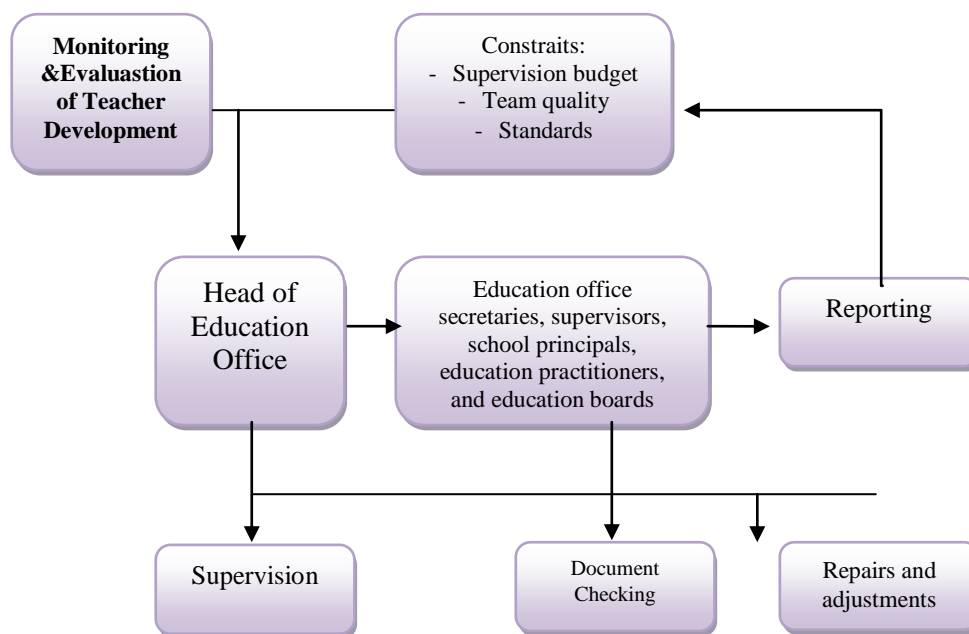 Monitoring
&Evaluastion
of Teacher
Development
Constraits:
- Supervision budget
- Team quality
- Standards
Head of
Education
Office
Education office
secretaries, supervisors,
school principals,
education practitioners,
and education boards
Reporting
Supervision
Document
Checking
Repairs and
adjustments